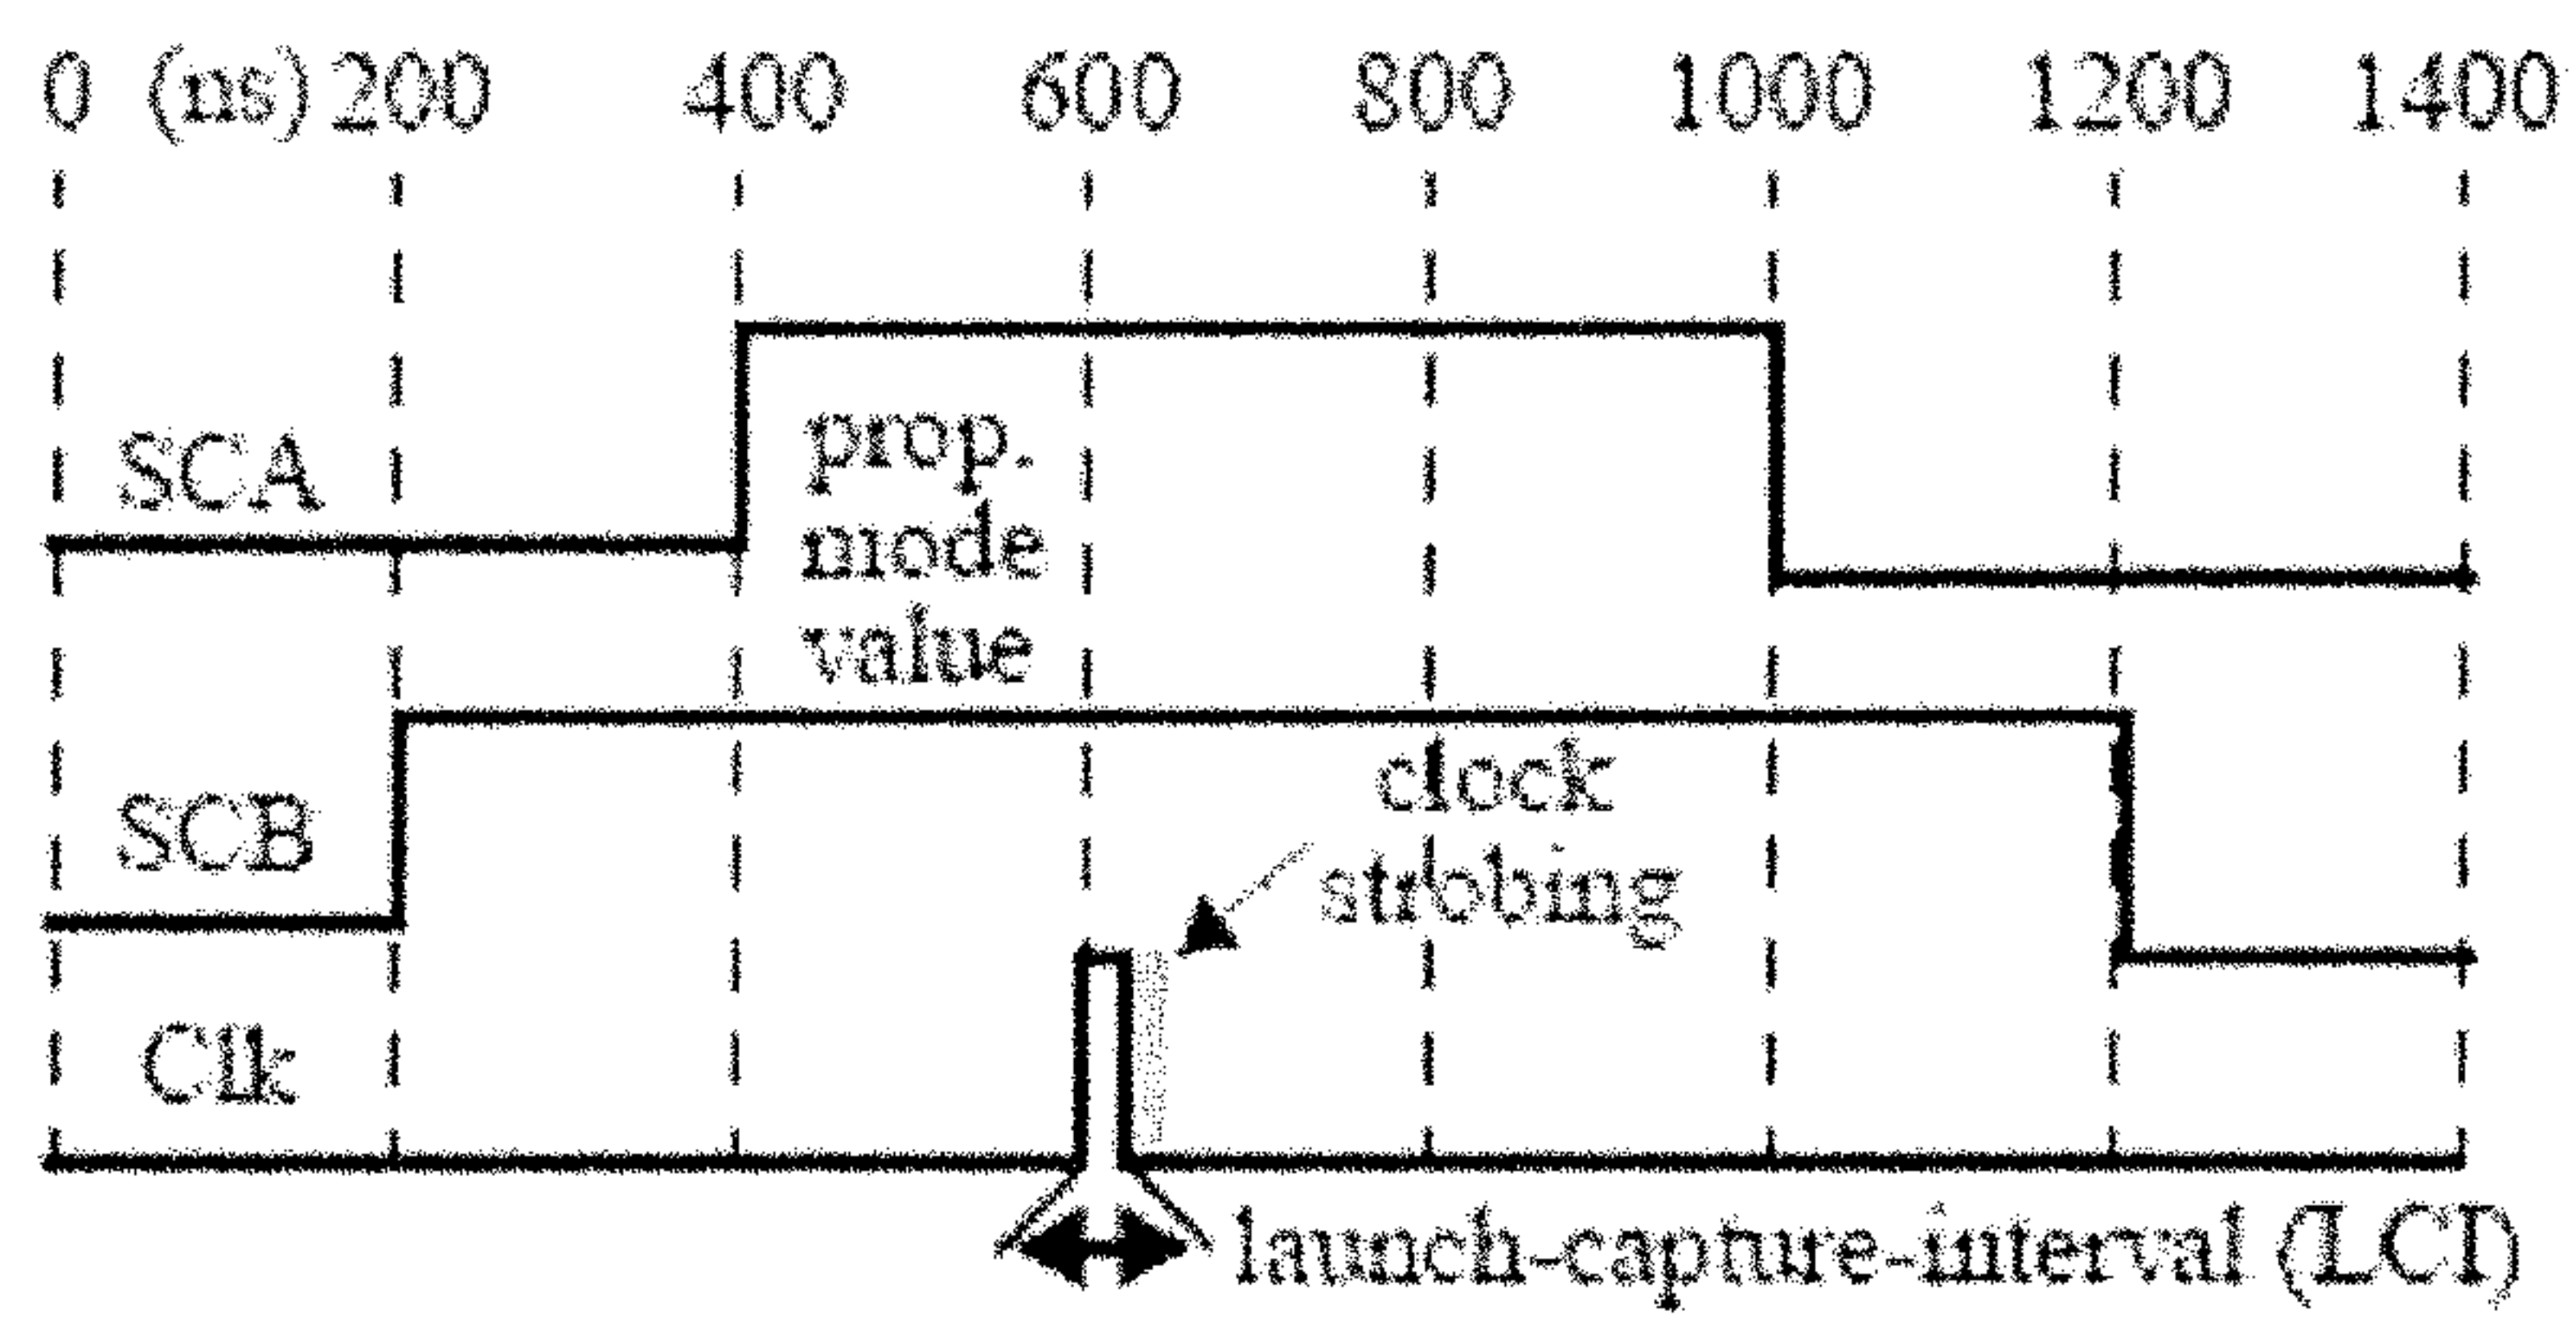 0 (ns) 200 400 600 800 1000 1200 1400
SCA
prop.
mode
value
SCB
clock
strobing
Clk
launch-capture-interval (LCI)